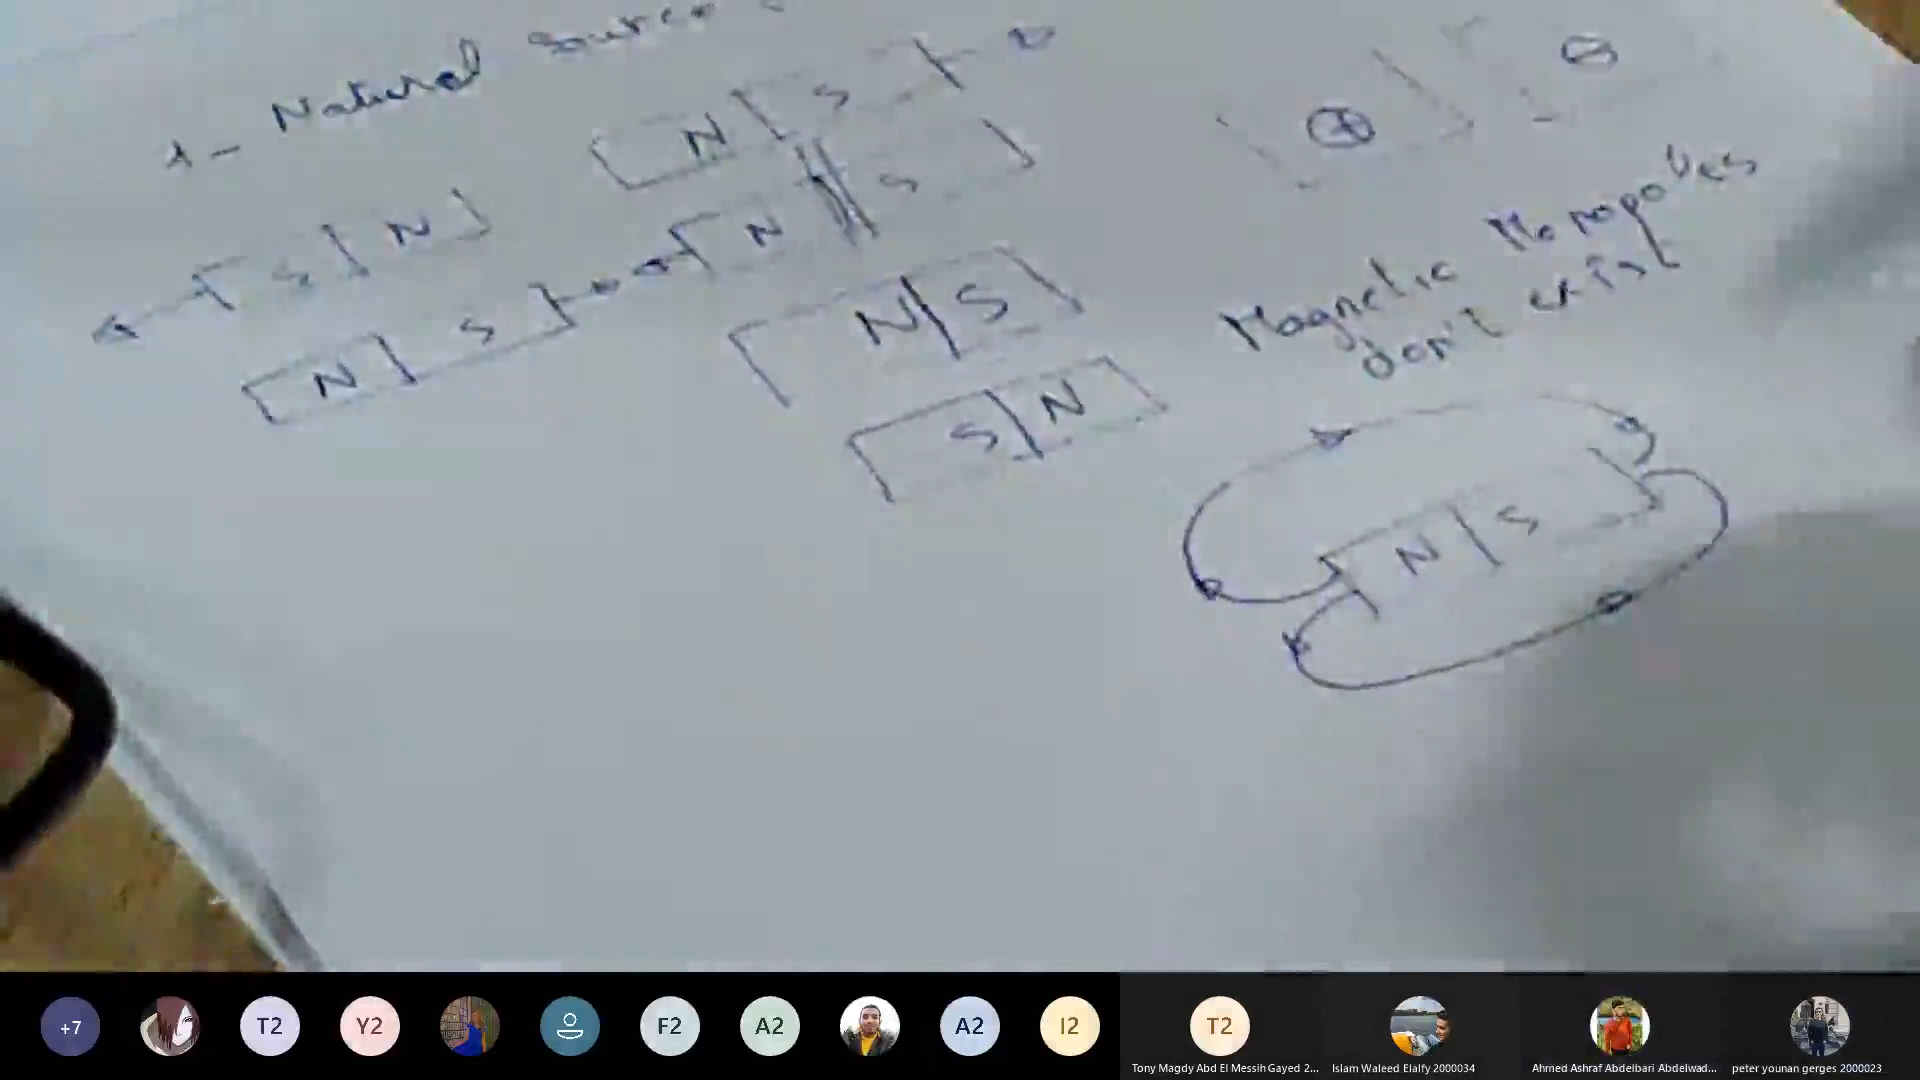 1- Natural Source
N S
S N
N S
N S
N S
S N
+
-
Magnetic Monopoles
don't exist
N S
+7
T2
Y2
F2
A2
A2
I2
T2
Tony Magdy Abd El Messih Gayed 2...
Islam Waleed Elalfy 2000034
Ahmed Ashraf Abdelbari Abdelwad...
peter younan gerges 2000023